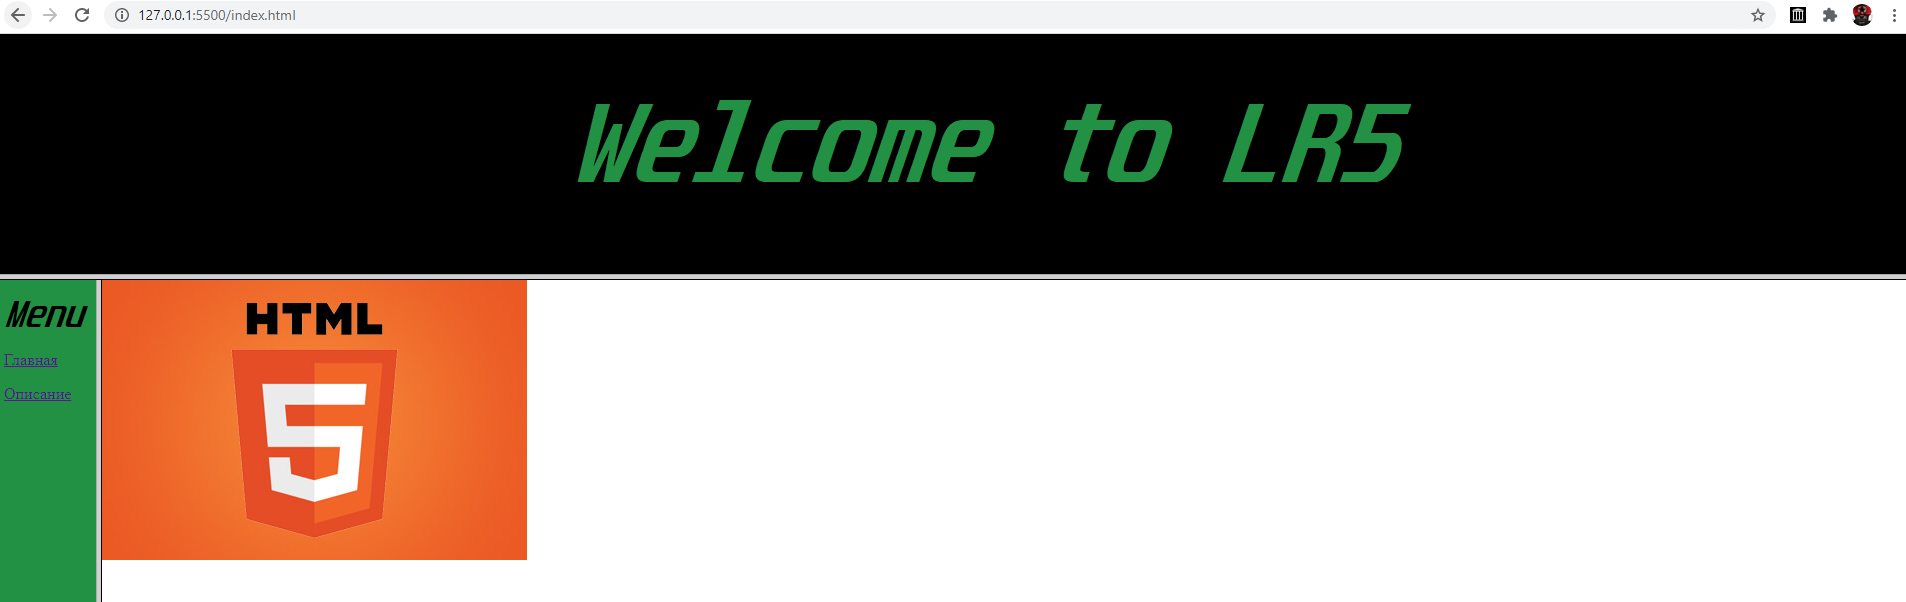 127.0.0.1:5500/index.html
Welcome to LR5
Menu
Главная
Описание
HTML
5